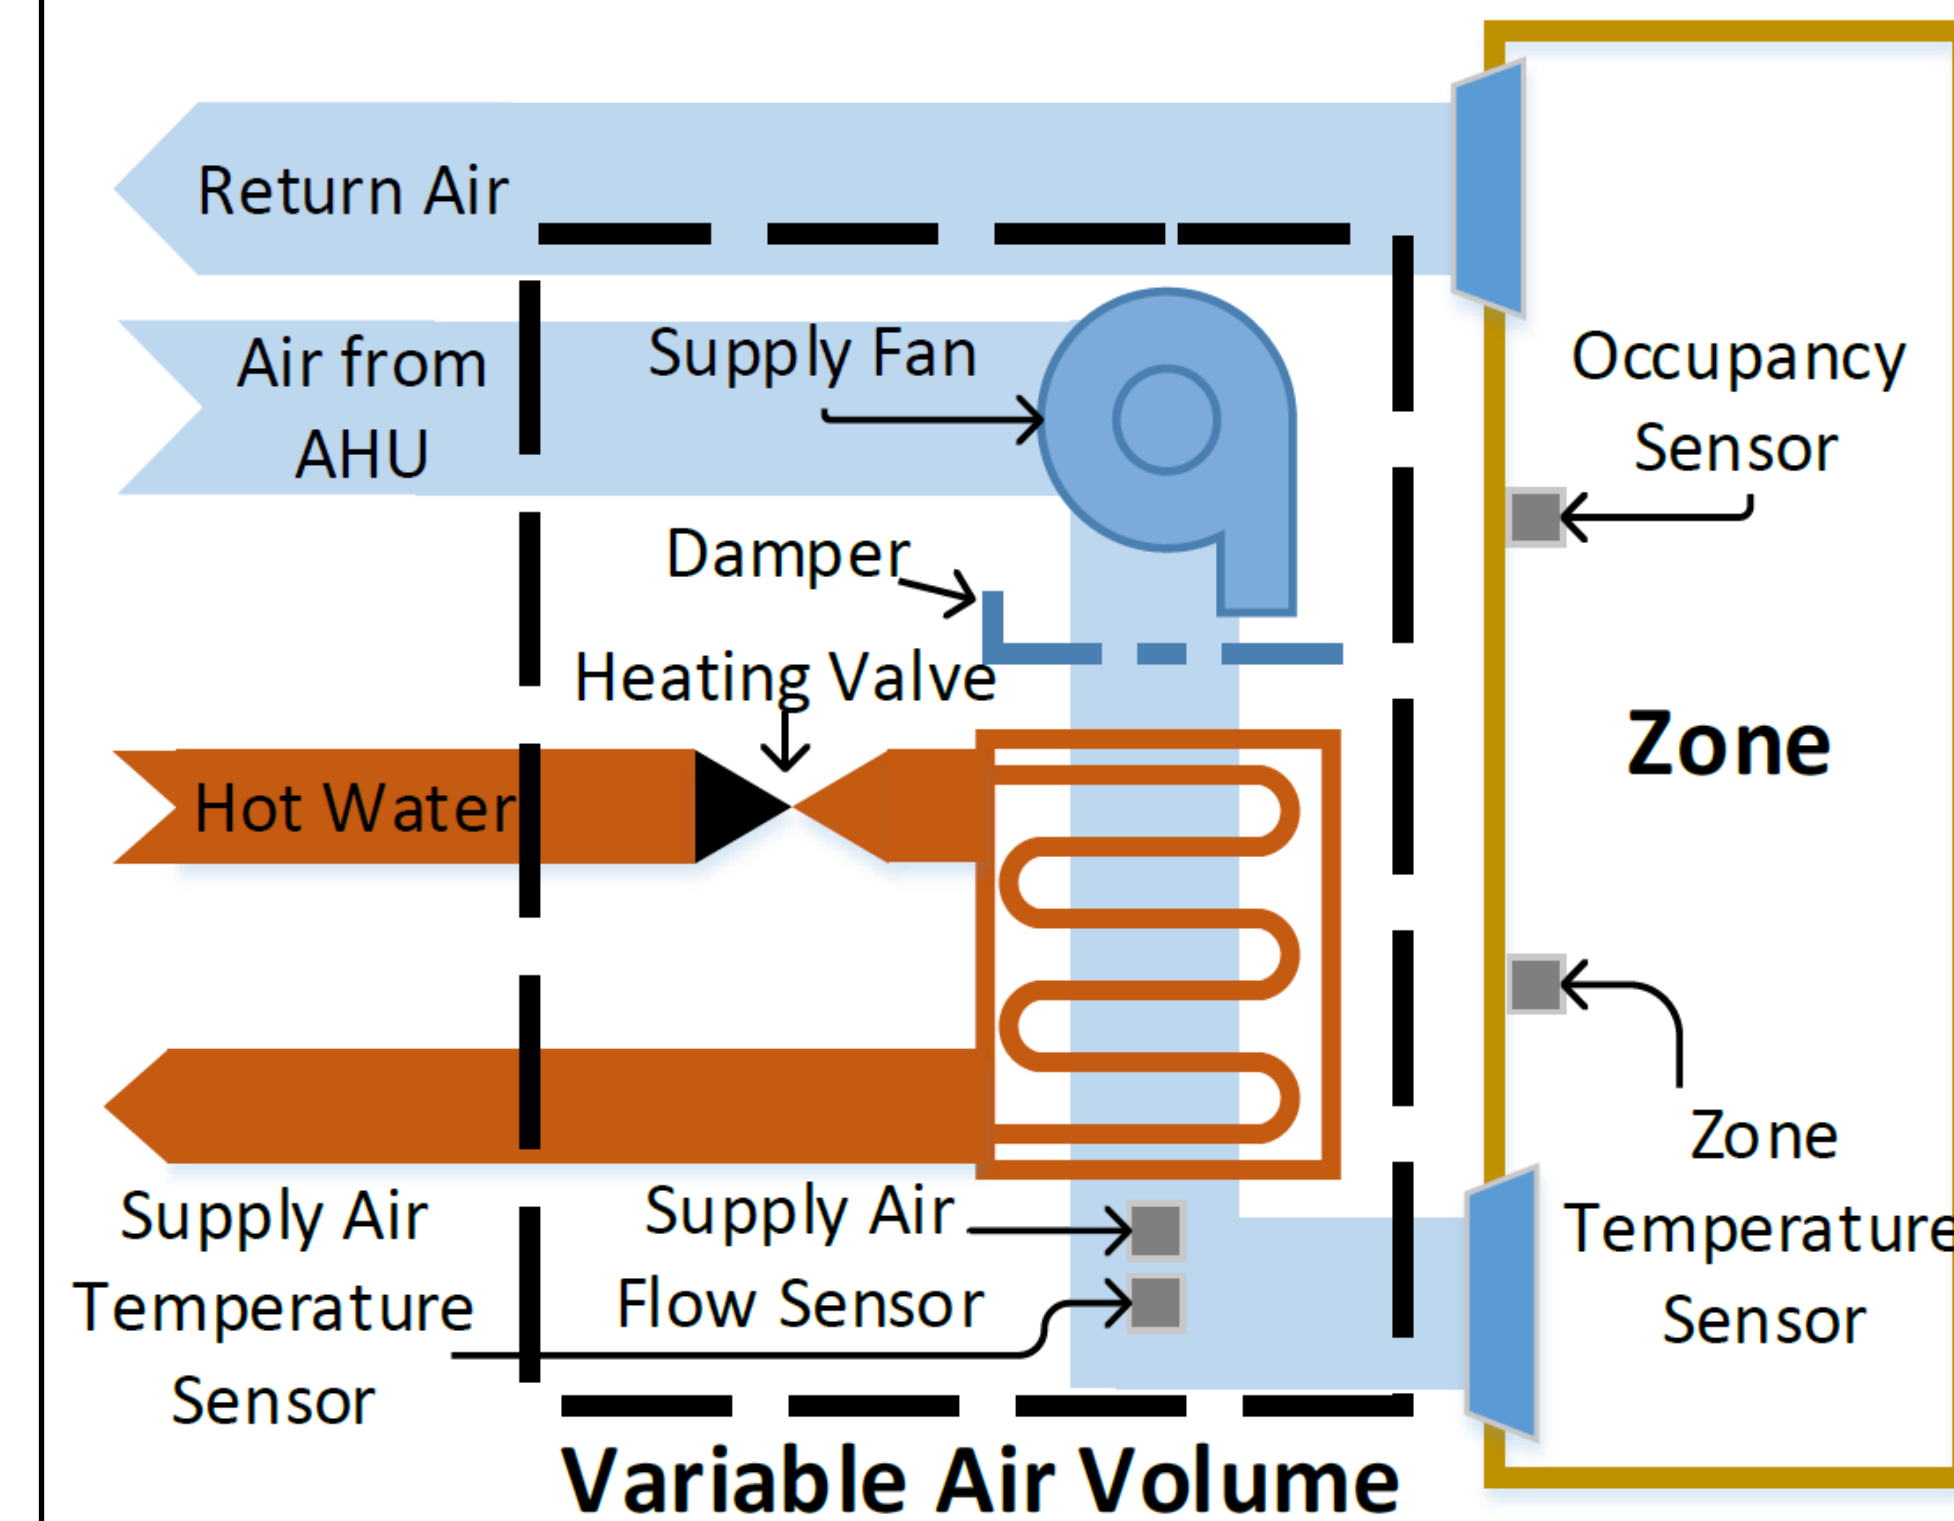 Return Air
Air from
AHU
Supply Fan
Occupancy
Sensor
Damper
Heating Valve
Zone
Hot Water
Zone
Temperature
Sensor
Supply Air
Flow Sensor
Supply Air
Temperature
Sensor
Variable Air Volume